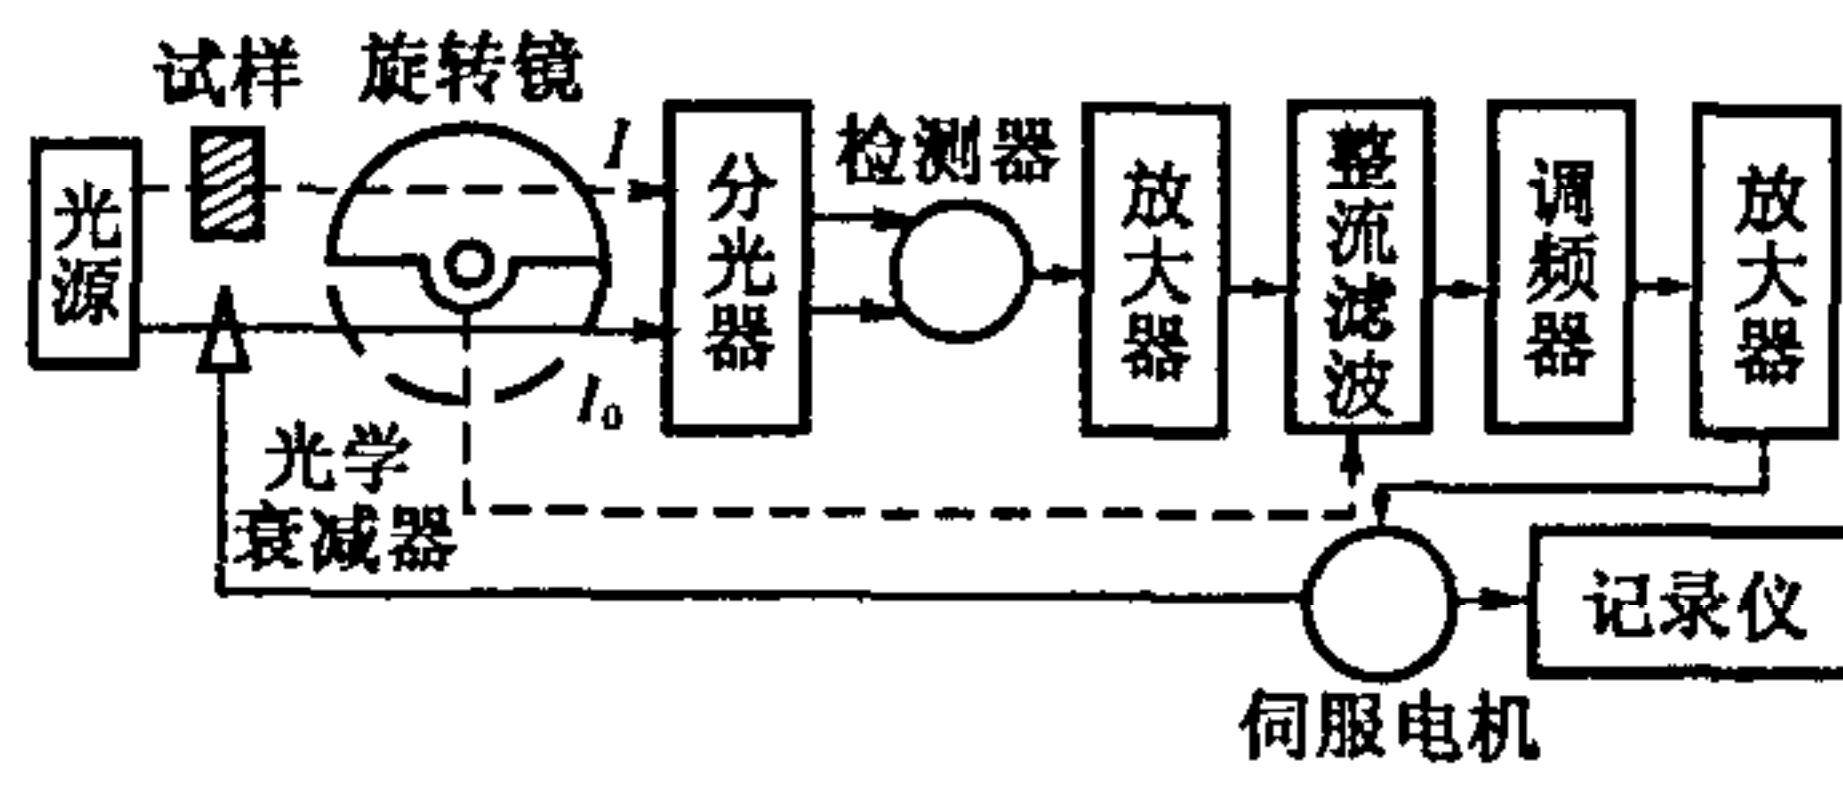 试样
旋转镜
光源
I
分光器
检测器
放大器
整流滤波
调频器
放大器
I₀
光学
衰减器
记录仪
伺服电机